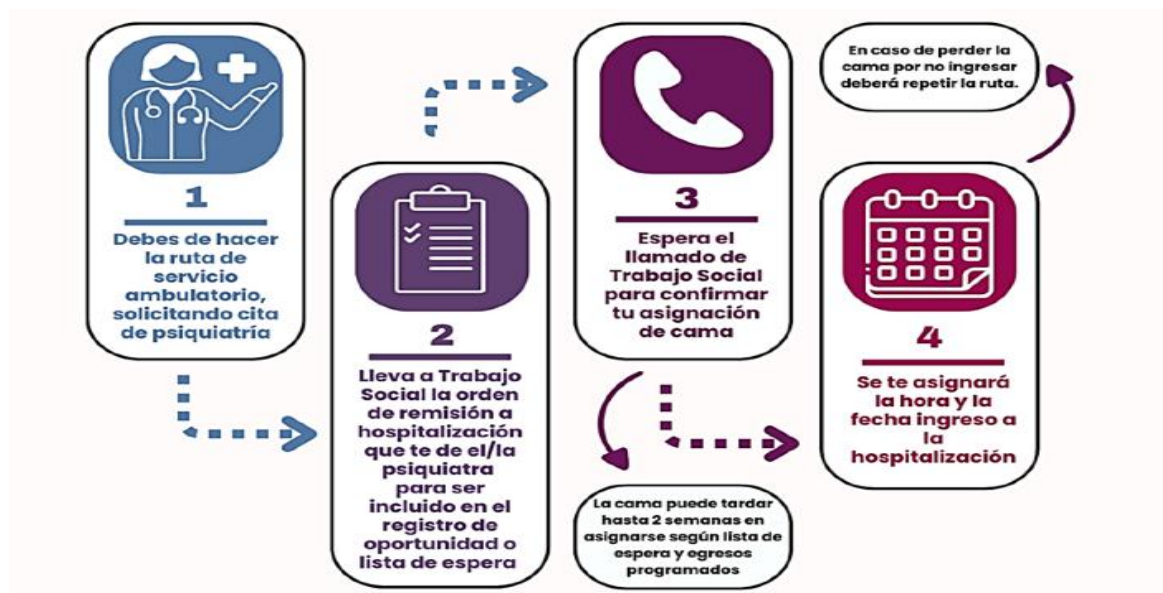 1
Debes de hacer
la ruta de
servicio
ambulatorio,
solicitando cita
de psiquiatría
2
Lleva a Trabajo
Social la orden
de remisión a
hospitalización
que te de el/la
psiquiatra
para ser
incluido en el
registro de
oportunidad o
lista de espera
3
Espera el
llamado de
Trabajo Social
para confirmar
tu asignación
de cama
La cama puede tardar
hasta 2 semanas en
asignarse según lista de
espera y egresos
programados
4
Se te asignará
la hora y la
fecha ingreso a
la
hospitalización
En caso de perder la
cama por no ingresar
deberá repetir la ruta.